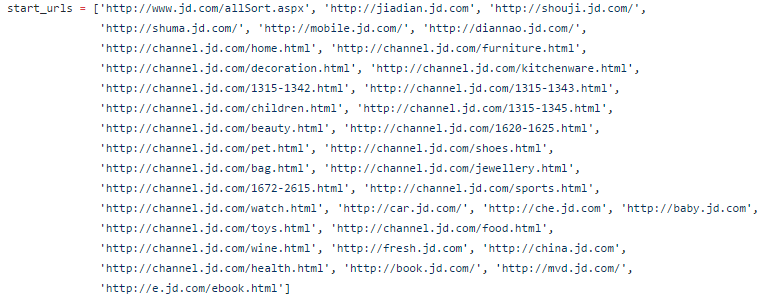 start_urls = ['http://www.jd.com/allSort.aspx', 'http://jiadian.jd.com', 'http://shouji.jd.com/',
'http://shuma.jd.com/', 'http://mobile.jd.com/', 'http://diannao.jd.com/',
'http://channel.jd.com/home.html', 'http://channel.jd.com/furniture.html',
'http://channel.jd.com/decoration.html', 'http://channel.jd.com/kitchenware.html',
'http://channel.jd.com/1315-1342.html', 'http://channel.jd.com/1315-1343.html',
'http://channel.jd.com/children.html', 'http://channel.jd.com/1315-1345.html',
'http://channel.jd.com/beauty.html', 'http://channel.jd.com/1620-1625.html',
'http://channel.jd.com/pet.html', 'http://channel.jd.com/shoes.html',
'http://channel.jd.com/bag.html', 'http://channel.jd.com/jewellery.html',
'http://channel.jd.com/1672-2615.html', 'http://channel.jd.com/sports.html',
'http://channel.jd.com/watch.html', 'http://car.jd.com/', 'http://che.jd.com', 'http://baby.jd.com',
'http://channel.jd.com/toys.html', 'http://channel.jd.com/food.html',
'http://channel.jd.com/wine.html', 'http://fresh.jd.com', 'http://china.jd.com',
'http://channel.jd.com/health.html', 'http://book.jd.com/', 'http://mvd.jd.com/',
'http://e.jd.com/ebook.html']